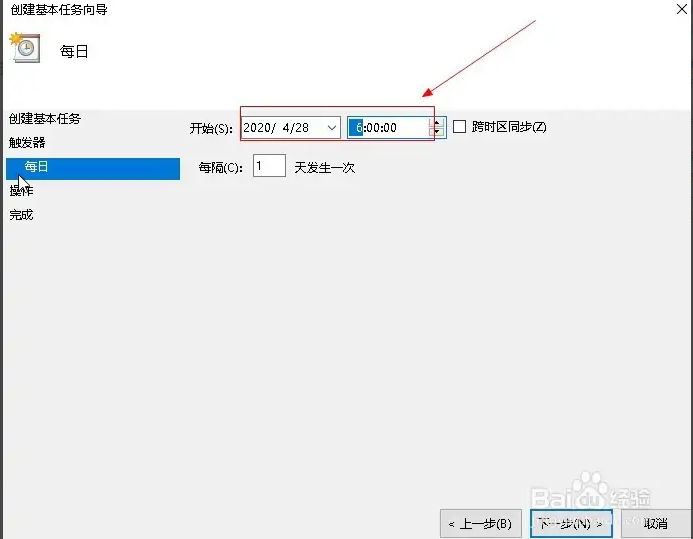 创建基本任务向导
每日
创建基本任务
触发器
每日
操作
完成
开始(S): 2020/ 4/28 6:00:00 跨时区同步(Z)
每隔(C): 1 天发生一次
Baidu经验
< 上一步(B) 下一步(N) > 取消